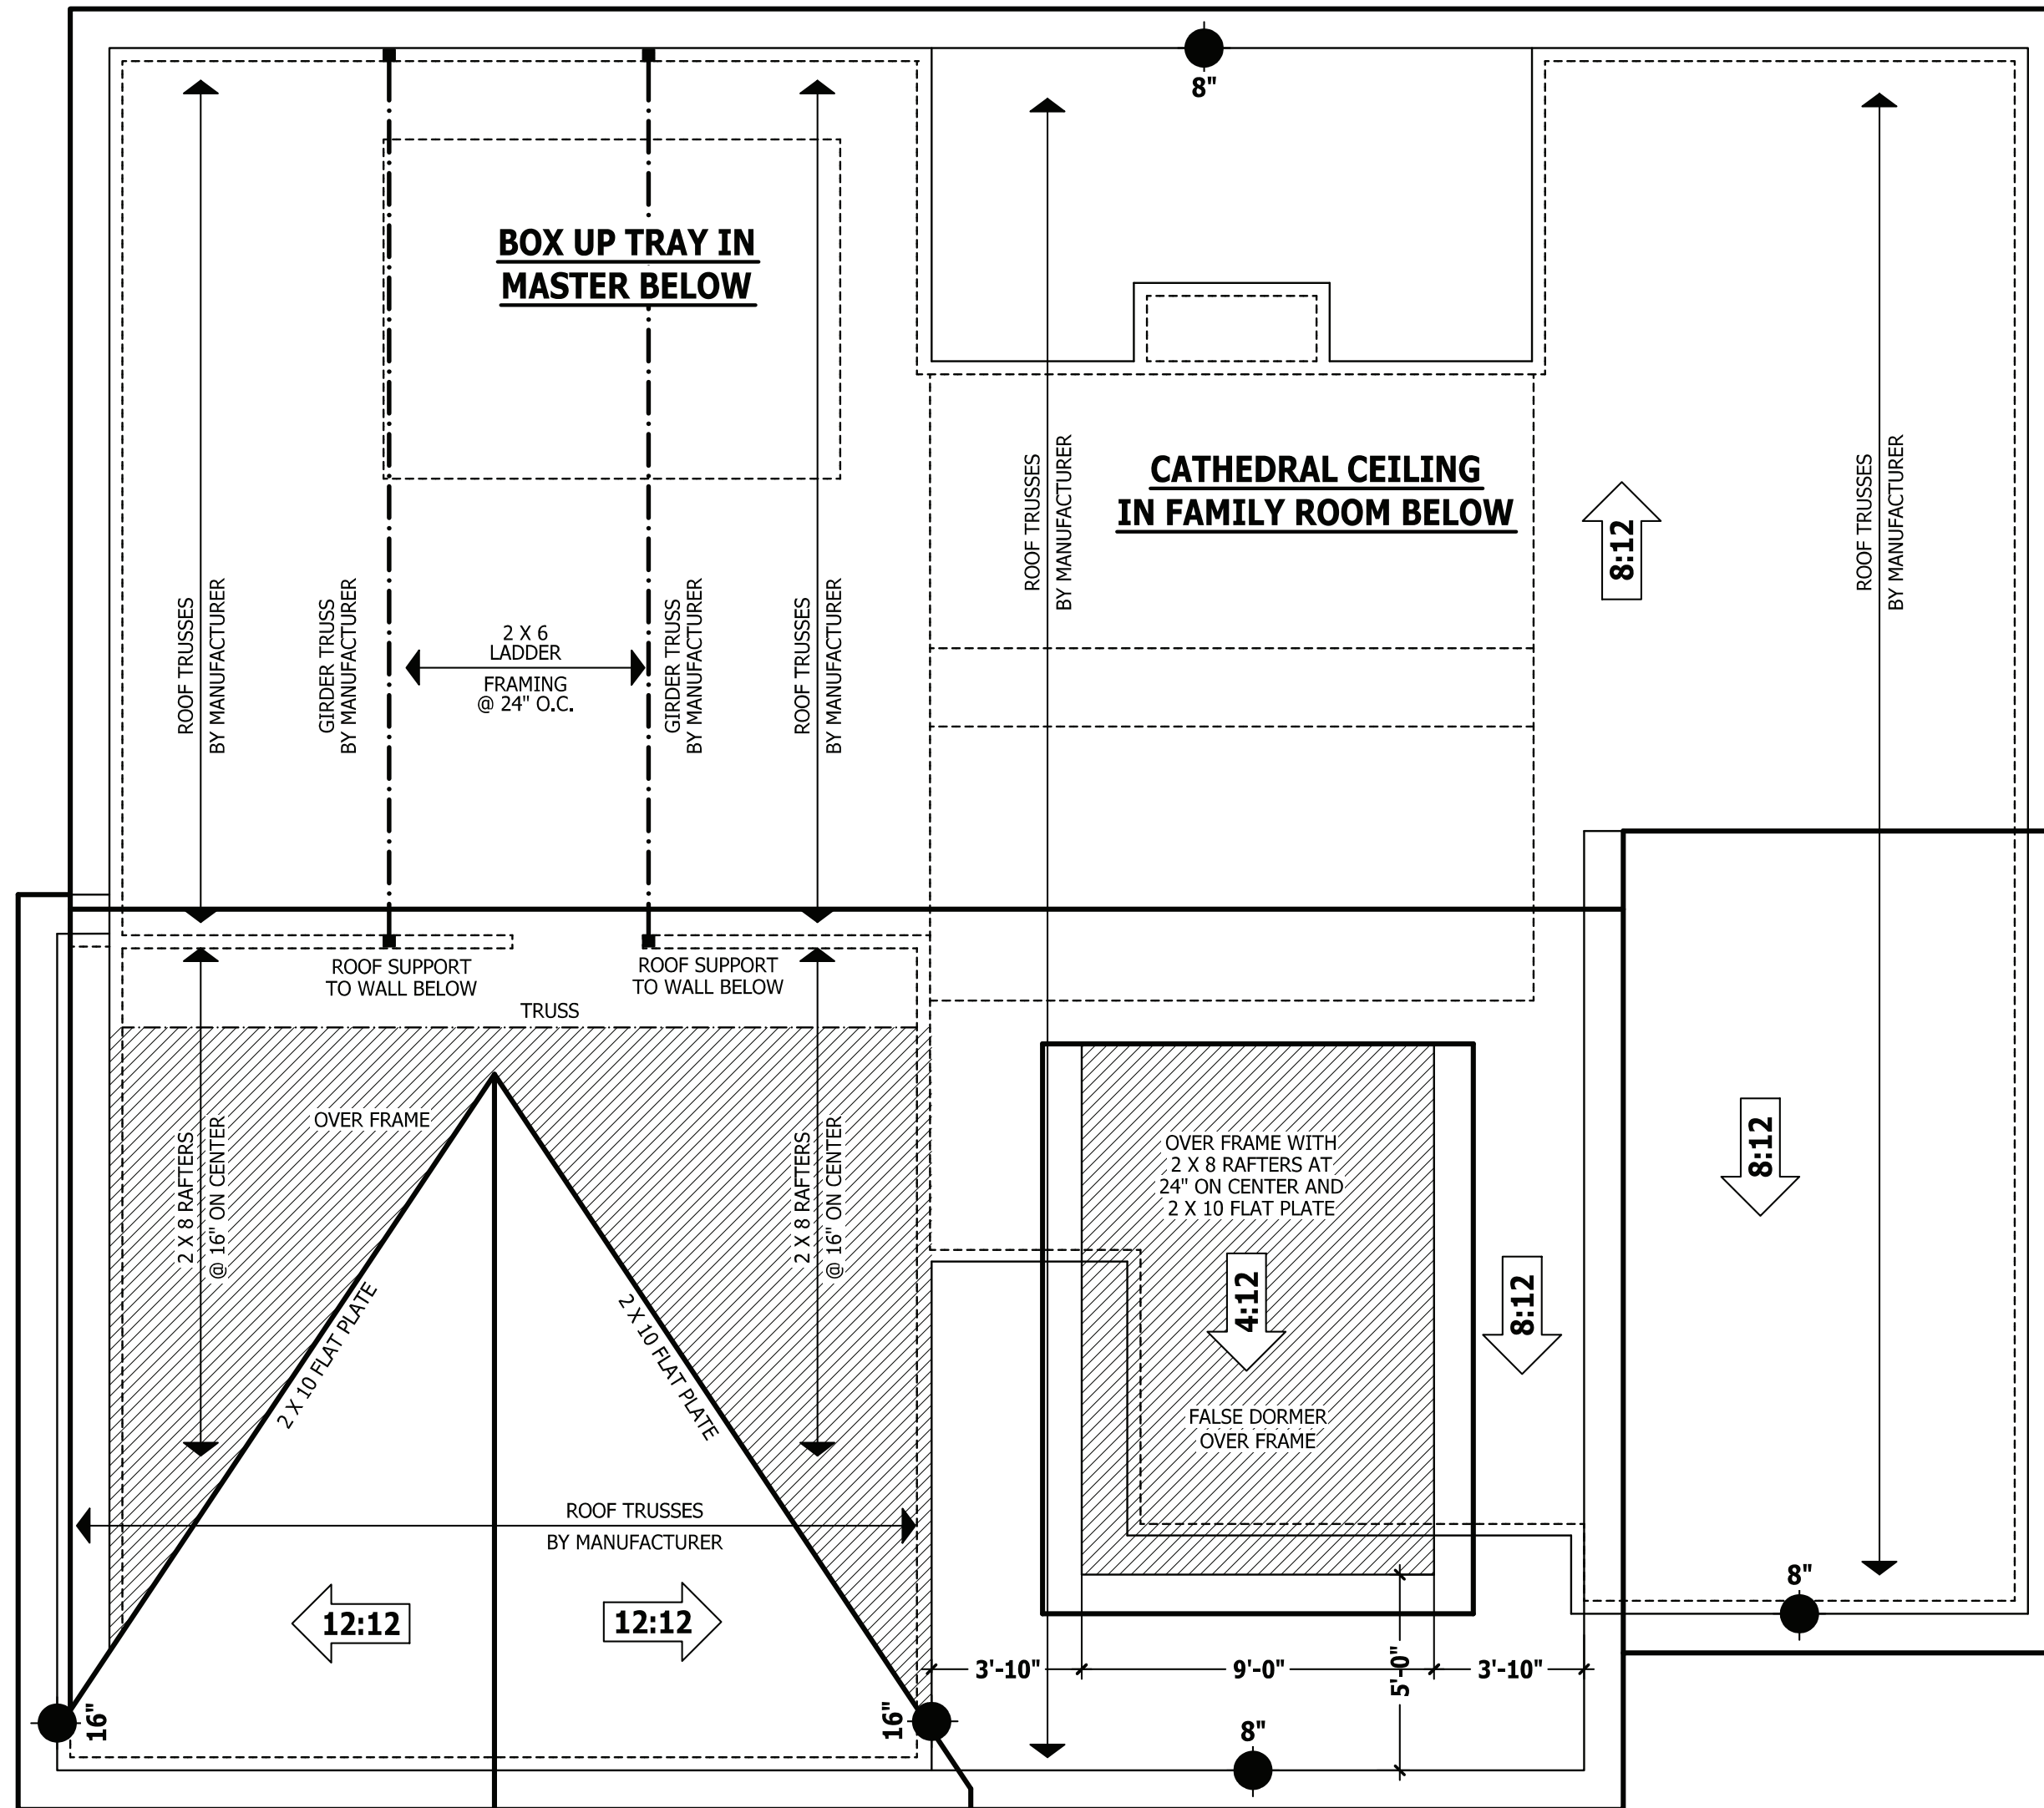 8"
BOX UP TRAY IN
MASTER BELOW
CATHEDRAL CEILING
IN FAMILY ROOM BELOW
ROOF TRUSSES
BY MANUFACTURER
GIRDER TRUSS
BY MANUFACTURER
2 X 6
LADDER
FRAMING
@ 24" O.C.
GIRDER TRUSS
BY MANUFACTURER
ROOF TRUSSES
BY MANUFACTURER
ROOF TRUSSES
BY MANUFACTURER
8:12
ROOF TRUSSES
BY MANUFACTURER
ROOF SUPPORT
TO WALL BELOW
ROOF SUPPORT
TO WALL BELOW
TRUSS
OVER FRAME
2 X 8 RAFTERS
@ 16" ON CENTER
2 X 8 RAFTERS
@ 16" ON CENTER
OVER FRAME WITH
2 X 8 RAFTERS AT
24" ON CENTER AND
2 X 10 FLAT PLATE
8:12
4:12
8:12
2 X 10 FLAT PLATE
2 X 10 FLAT PLATE
FALSE DORMER
OVER FRAME
ROOF TRUSSES
BY MANUFACTURER
12:12
12:12
8"
3'-10"
9'-0"
5'-0"
3'-10"
16"
16"
8"